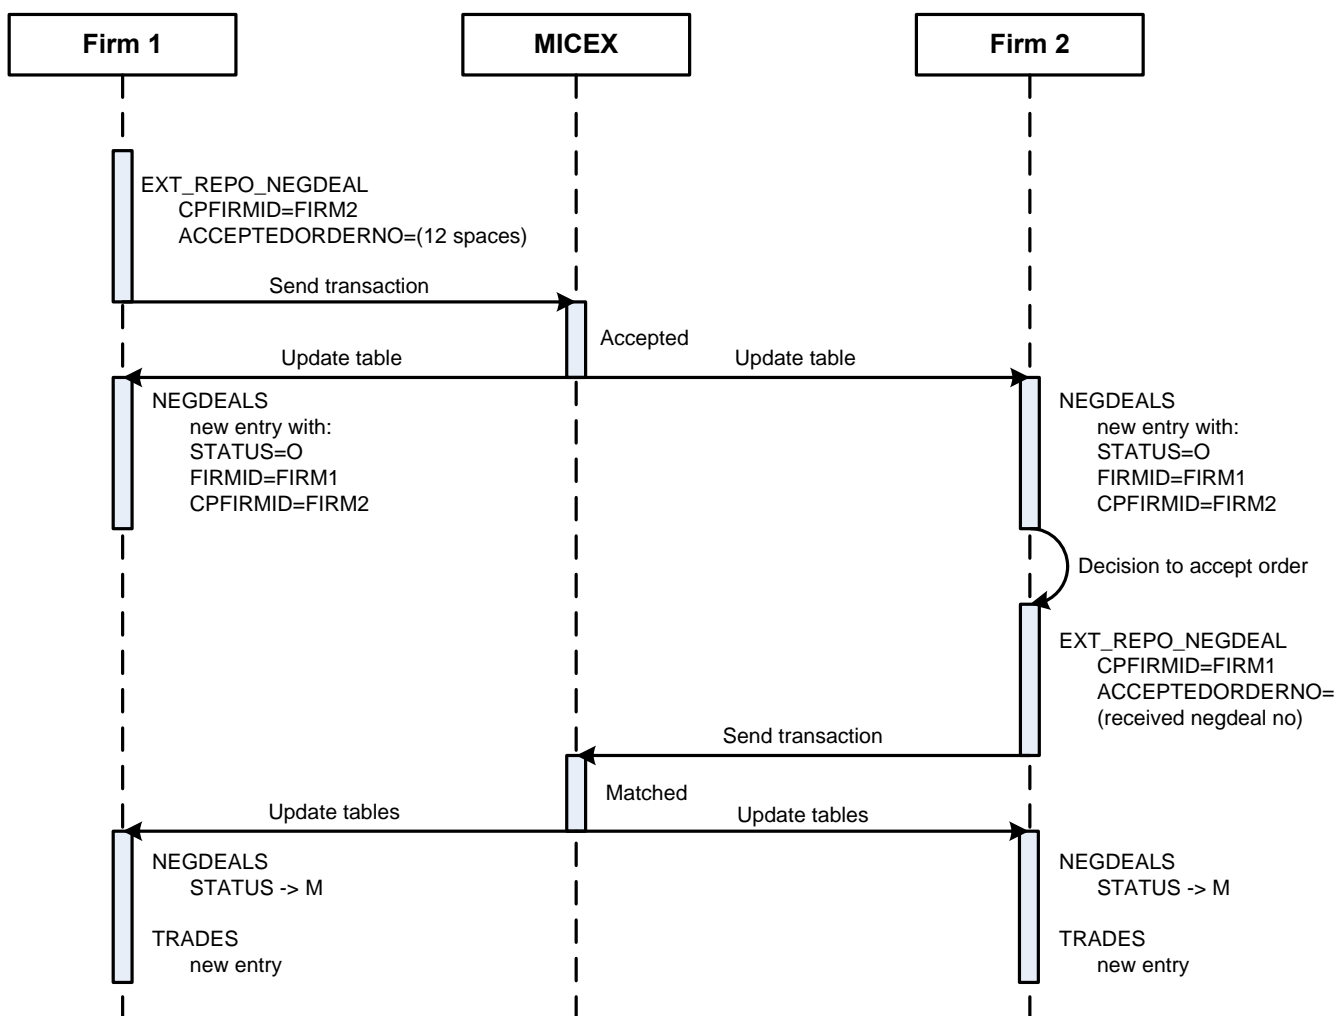 Firm 1
MICEX
Firm 2
EXT_REPO_NEGDEAL
CPFIRMID=FIRM2
ACCEPTEDORDERNO=(12 spaces)
Send transaction
Accepted
Update table
Update table
NEGDEALS
new entry with:
STATUS=O
FIRMID=FIRM1
CPFIRMID=FIRM2
NEGDEALS
new entry with:
STATUS=O
FIRMID=FIRM1
CPFIRMID=FIRM2
Decision to accept order
EXT_REPO_NEGDEAL
CPFIRMID=FIRM1
ACCEPTEDORDERNO=
(received negdeal no)
Send transaction
Matched
Update tables
Update tables
NEGDEALS
STATUS -> M
TRADES
new entry
NEGDEALS
STATUS -> M
TRADES
new entry